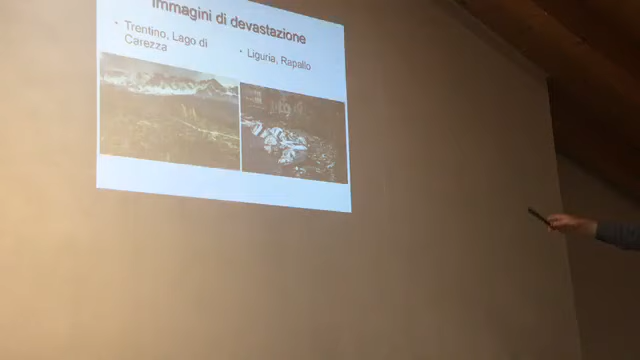 Immagini di devastazione
• Trentino, Lago di
Carezza
• Liguria, Rapallo